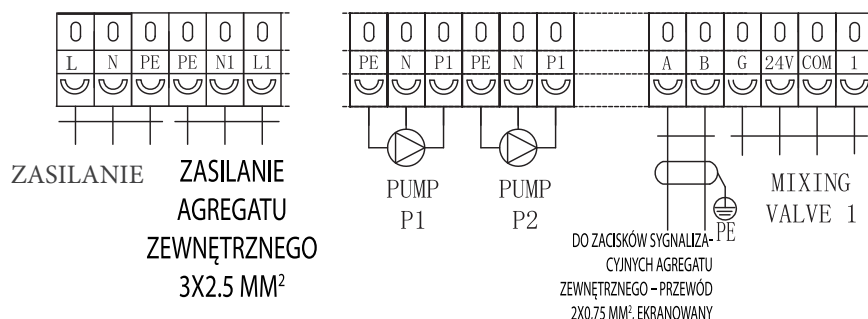 0 0 0 0 0 0 0 0 0 0 0 0 0 0 0 0 0 0
L N PE PE N1 L1 PE N P1 PE N P1 A B G 24V COM 1
ZASILANIE
ZASILANIE
AGREGATU
ZEWNĘTRZNEGO
3X2.5 MM²
PUMP
P1
PUMP
P2
PE
DO ZACISKÓW SYGNALIZA-
CYJNYCH AGREGATU
ZEWNĘTRZNEGO – PRZEWÓD
2X0.75 MM², EKRANOWANY
MIXING
VALVE 1